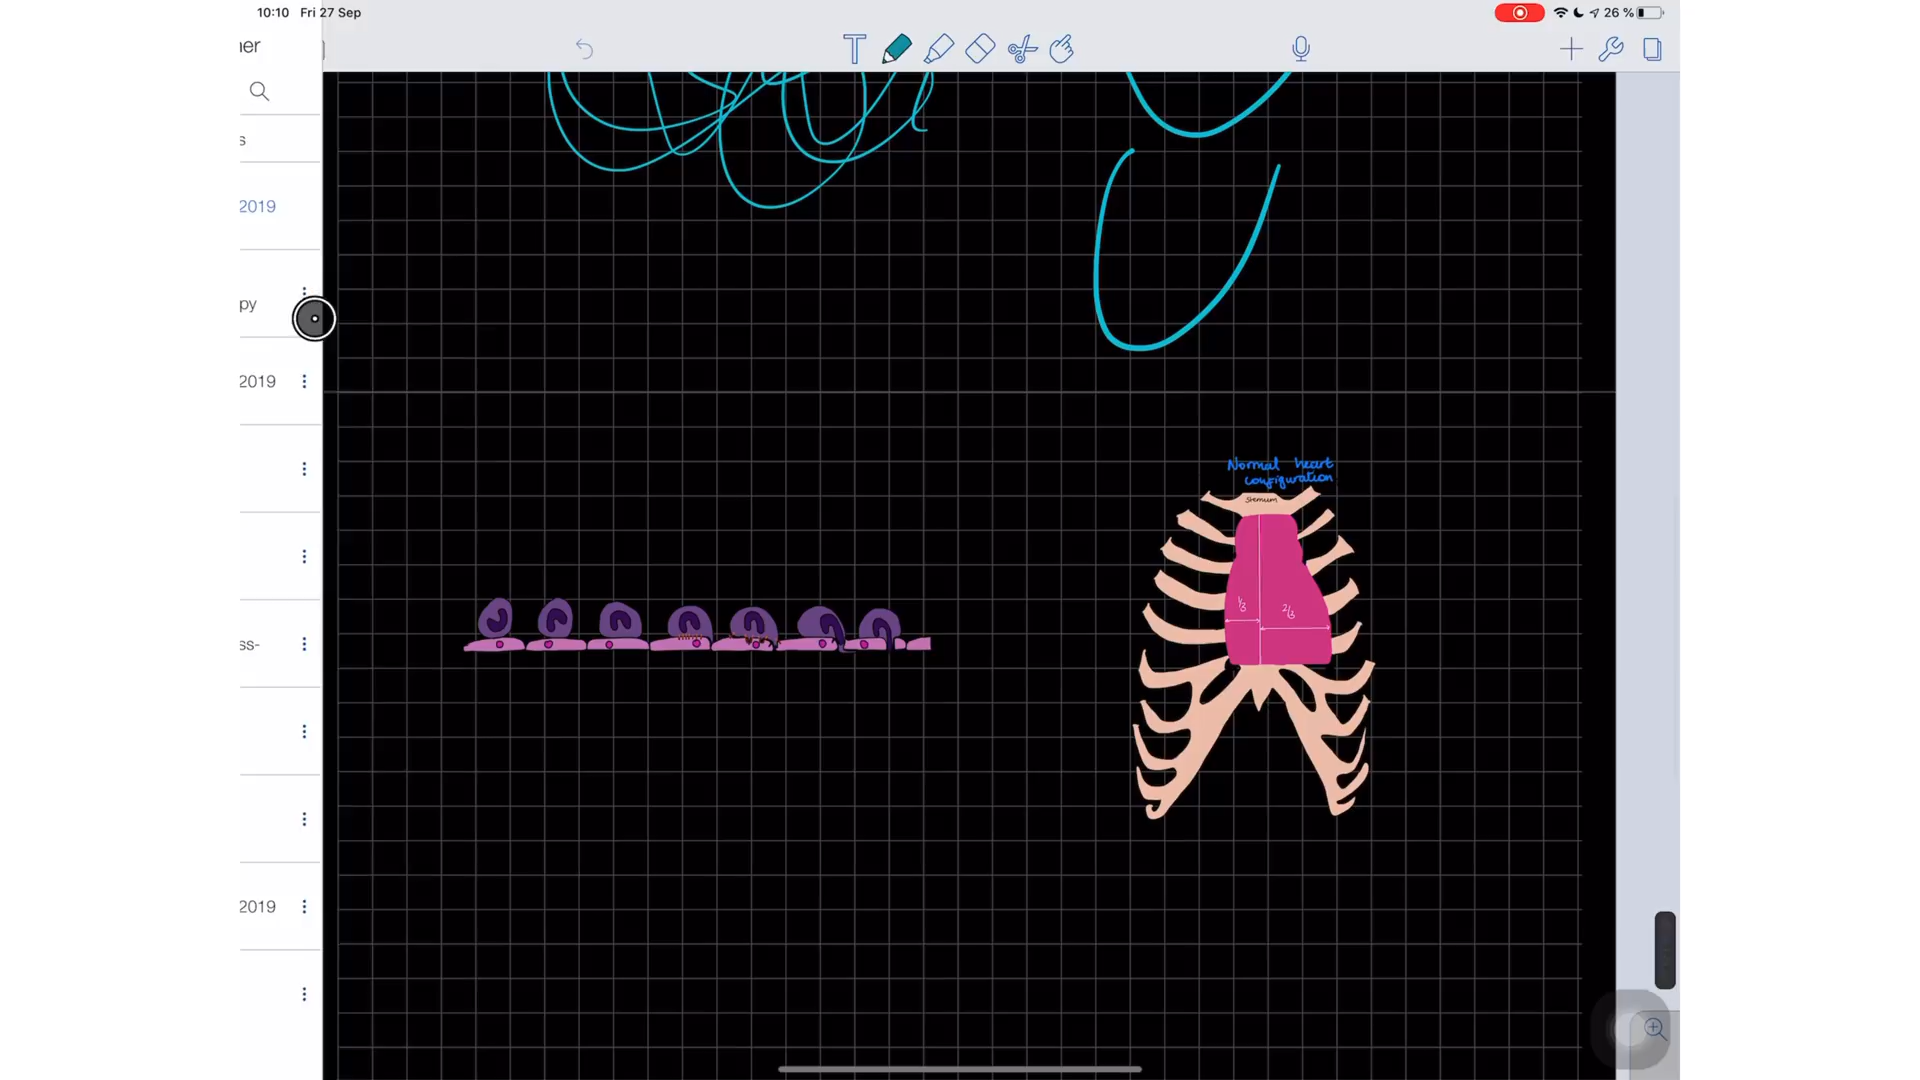 10:10 Fri 27 Sep
26 %
ner
T
s
2019
py
2019
Normal heart
configuration
sternum
1/3
2/3
ss-
2019